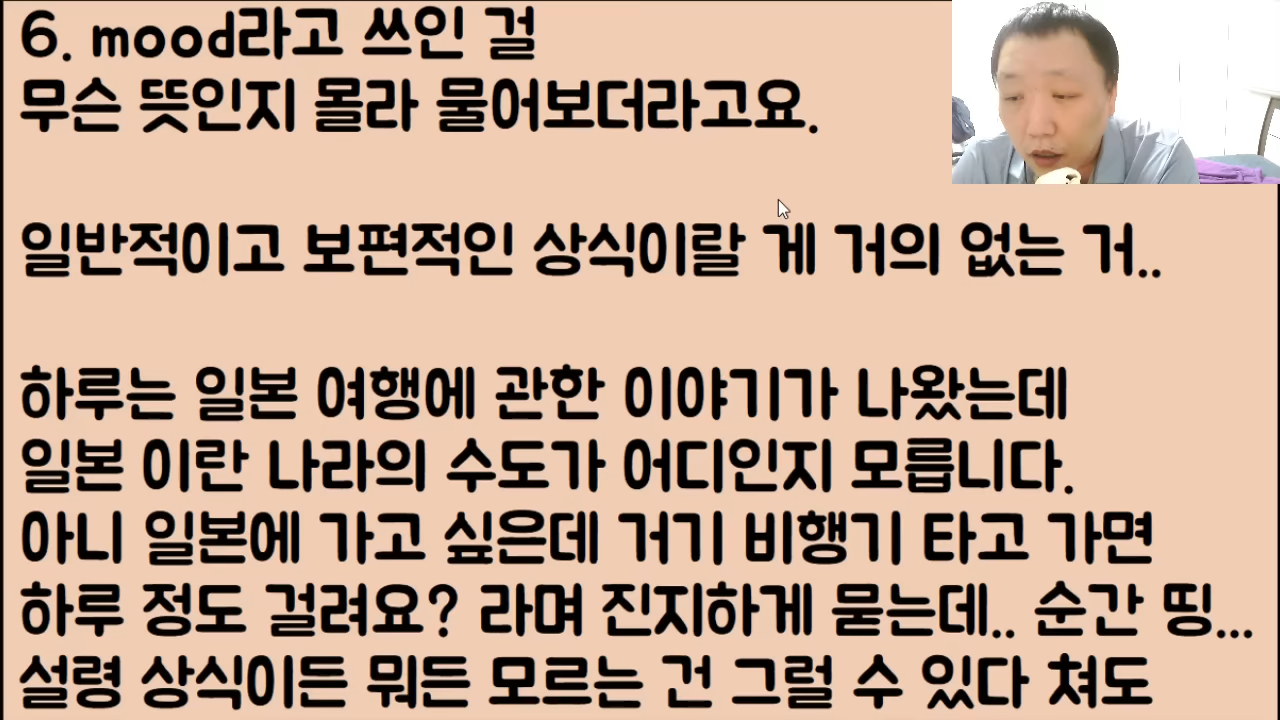 6. mood라고 쓰인 걸
무슨 뜻인지 몰라 물어보더라고요.
일반적이고 보편적인 상식이랄 게 거의 없는 거..
하루는 일본 여행에 관한 이야기가 나왔는데
일본 이란 나라의 수도가 어디인지 모릅니다.
아니 일본에 가고 싶은데 거기 비행기 타고 가면
하루 정도 걸려요? 라며 진지하게 묻는데.. 순간 띵...
설령 상식이든 뭐든 모르는 건 그럴 수 있다 쳐도